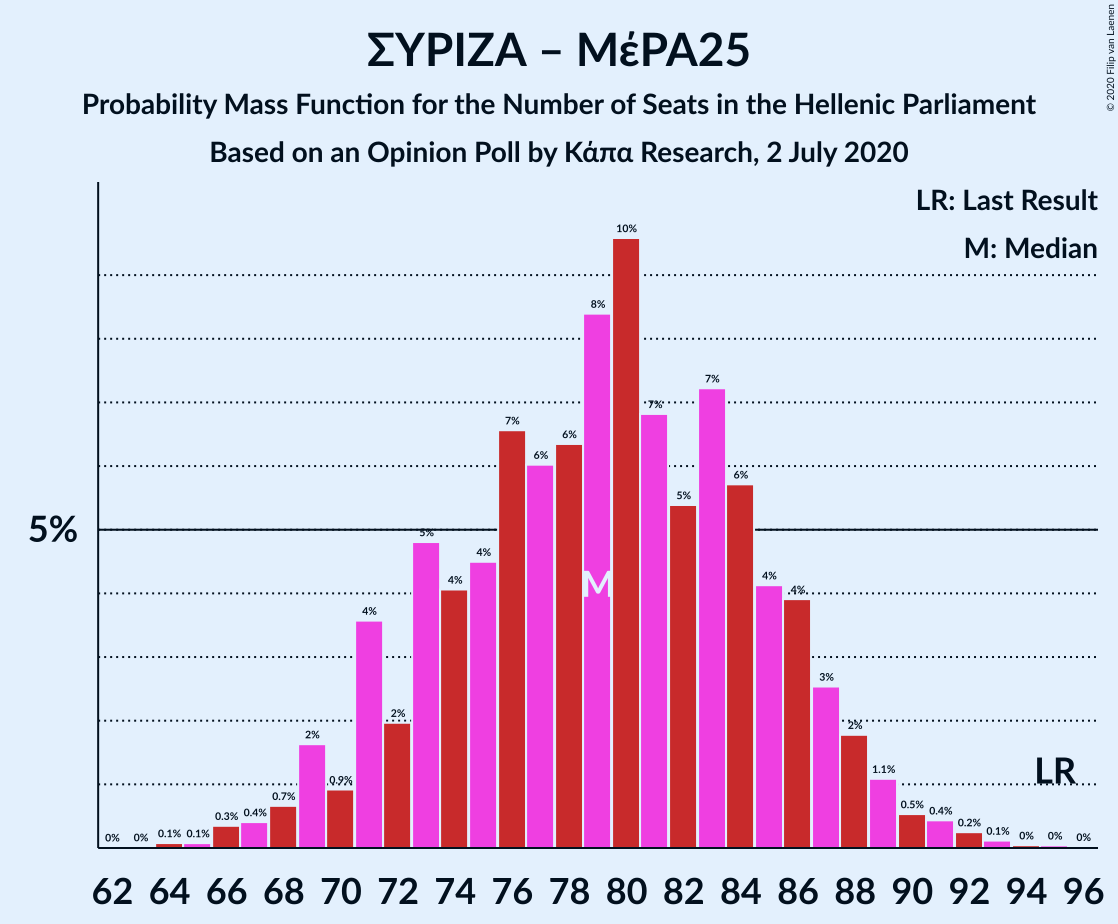 ΣΥΡΙΖΑ – ΜέΡΑ25
Probability Mass Function for the Number of Seats in the Hellenic Parliament
Based on an Opinion Poll by Κάπα Research, 2 July 2020
© 2020 Filip van Laenen
LR: Last Result
M: Median
5%
0% 0% 0.1% 0.1% 0.3% 0.4% 0.7% 2% 0.9% 4% 2% 5% 4% 4% 7% 6% 6% 8% 10% 7% 5% 7% 6% 4% 4% 3% 2% 1.1% 0.5% 0.4% 0.2% 0.1% 0% 0% 0%
M
LR
62 64 66 68 70 72 74 76 78 80 82 84 86 88 90 92 94 96